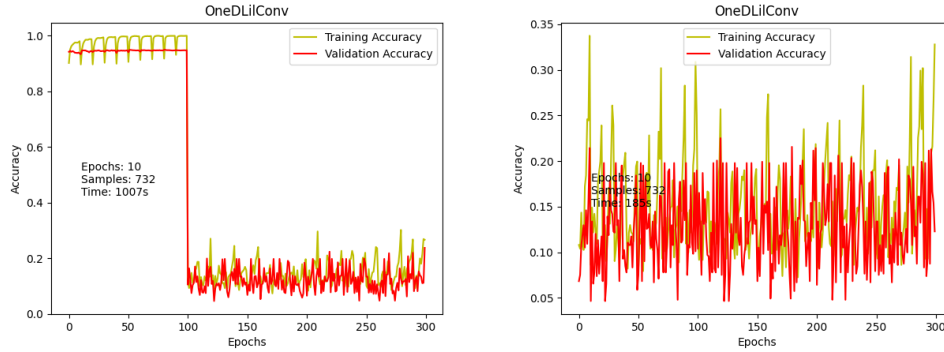 OneDLilConv
Accuracy
1.0
0.8
0.6
0.4
0.2
0.0
Training Accuracy
Validation Accuracy
Epochs: 10
Samples: 732
Time: 1007s
0
50
100
150
200
250
300
Epochs
OneDLilConv
Accuracy
0.35
0.30
0.25
0.20
0.15
0.10
0.05
Training Accuracy
Validation Accuracy
Epochs: 10
Samples: 732
Time: 185s
0
50
100
150
200
250
300
Epochs